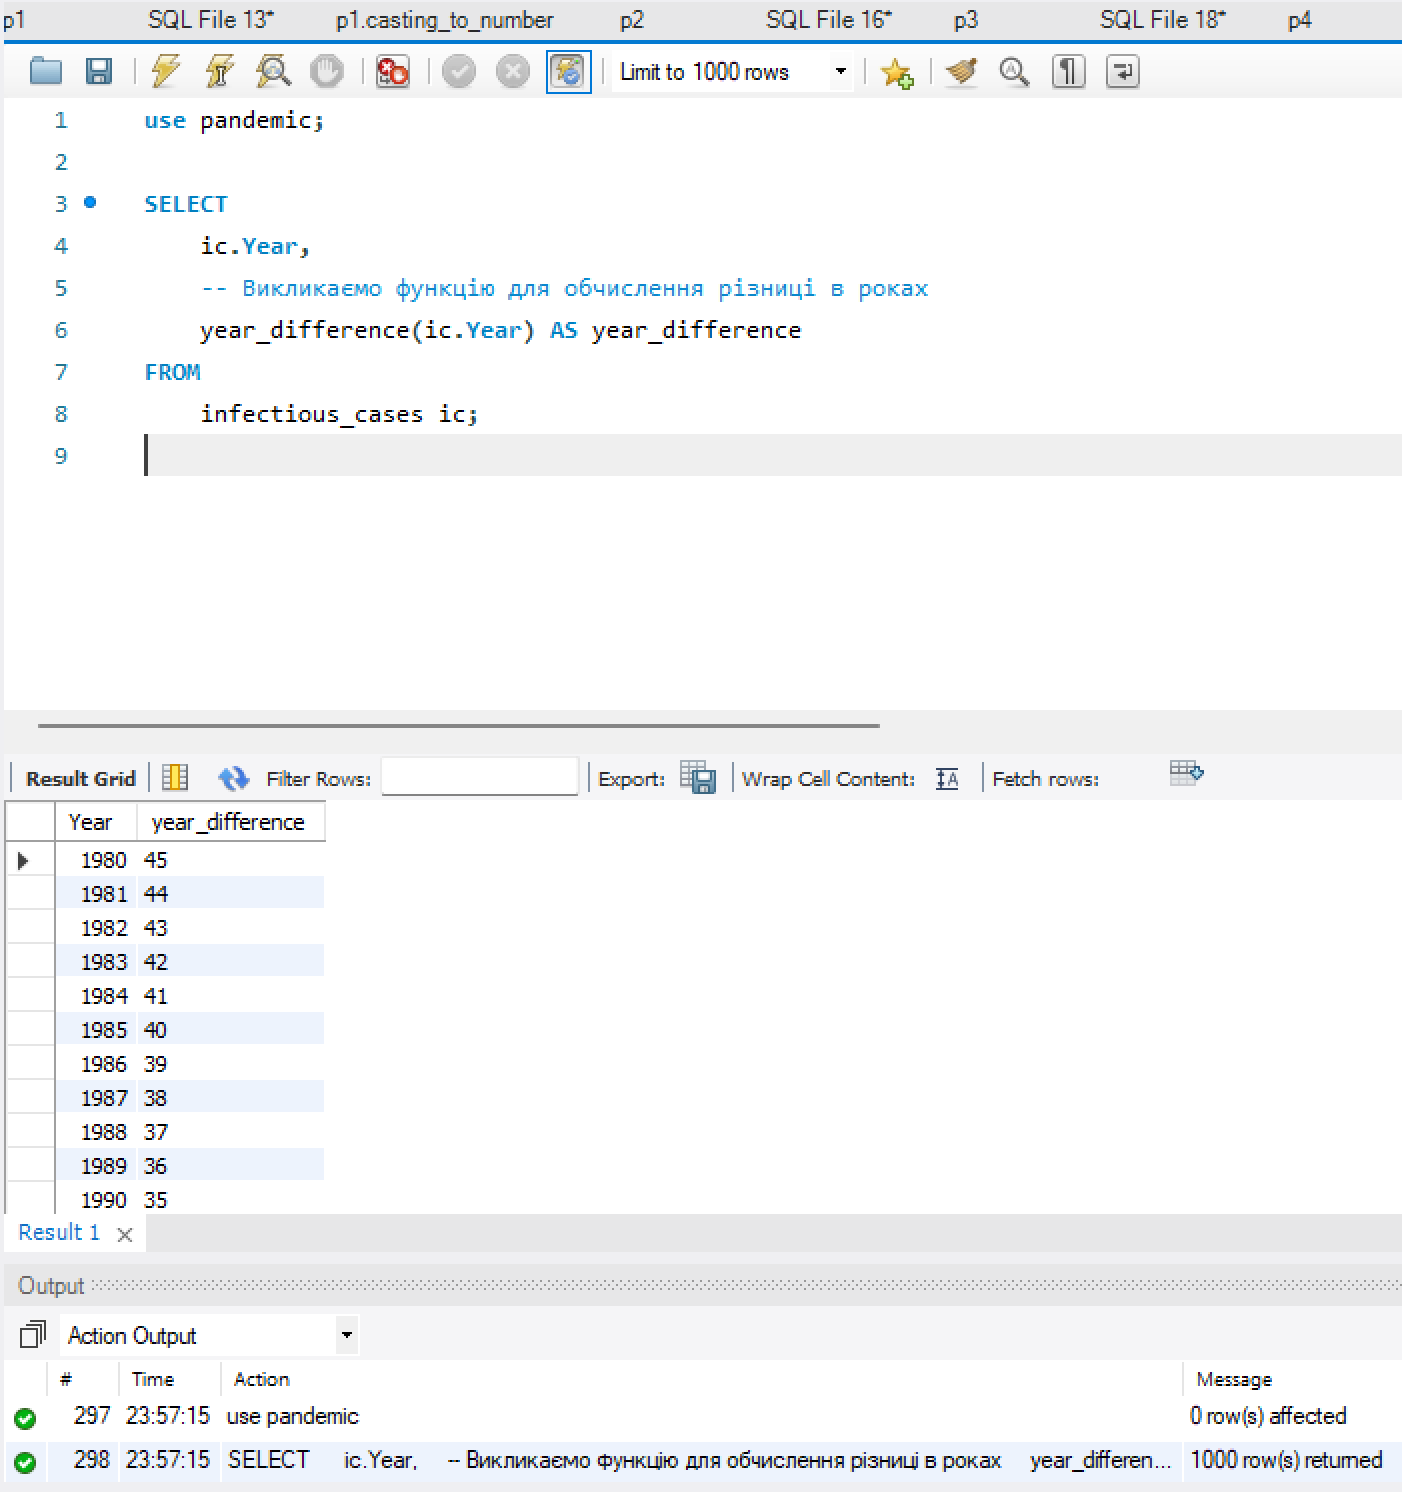 p1 SQL File 13* p1.casting_to_number p2 SQL File 16* p3 SQL File 18* p4
Limit to 1000 rows
1 use pandemic;
2
3 SELECT
4 ic.Year,
5 -- Викликаємо функцію для обчислення різниці в роках
6 year_difference(ic.Year) AS year_difference
7 FROM
8 infectious_cases ic;
9
Result Grid Filter Rows: Export: Wrap Cell Content: Fetch rows:
Year year_difference
1980 45
1981 44
1982 43
1983 42
1984 41
1985 40
1986 39
1987 38
1988 37
1989 36
1990 35
Result 1
Output
Action Output
# Time Action Message
297 23:57:15 use pandemic 0 row(s) affected
298 23:57:15 SELECT ic.Year, -- Викликаємо функцію для обчислення різниці в роках year_differen... 1000 row(s) returned